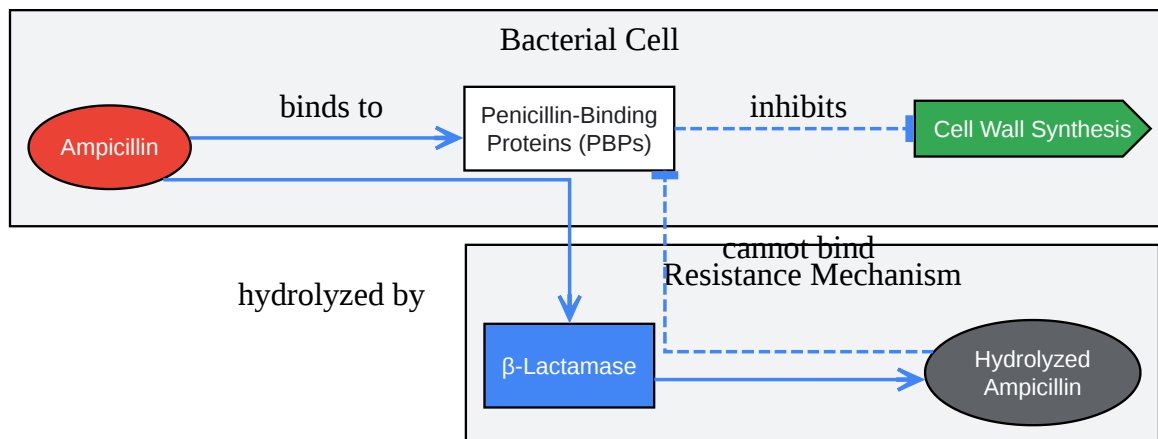 Bacterial Cell
binds to
inhibits
Penicillin-Binding
Proteins (PBPs)
Cell Wall Synthesis
Ampicillin
cannot bind
Resistance Mechanism
hydrolyzed by
β-Lactamase
Hydrolyzed
Ampicillin